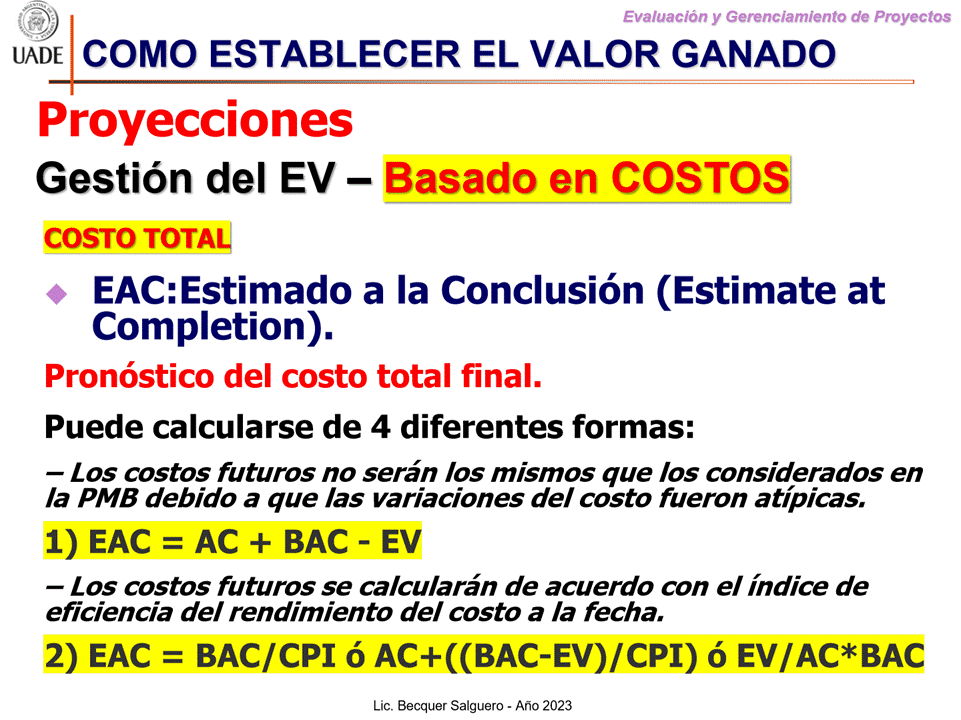 Evaluación y Gerenciamiento de Proyectos
UADE
COMO ESTABLECER EL VALOR GANADO
Proyecciones
Gestión del EV – Basado en COSTOS
COSTO TOTAL
EAC:Estimado a la Conclusión (Estimate at
Completion).
Pronóstico del costo total final.
Puede calcularse de 4 diferentes formas:
– Los costos futuros no serán los mismos que los considerados en
la PMB debido a que las variaciones del costo fueron atípicas.
1) EAC = AC + BAC - EV
– Los costos futuros se calcularán de acuerdo con el índice de
eficiencia del rendimiento del costo a la fecha.
2) EAC = BAC/CPI ó AC+((BAC-EV)/CPI) ó EV/AC*BAC
Lic. Becquer Salguero - Año 2023